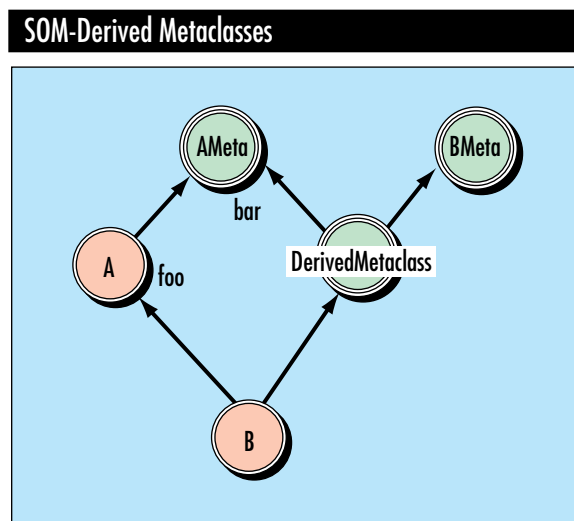 SOM-Derived Metaclasses
AMeta
BMeta
bar
A
foo
DerivedMetaclass
B